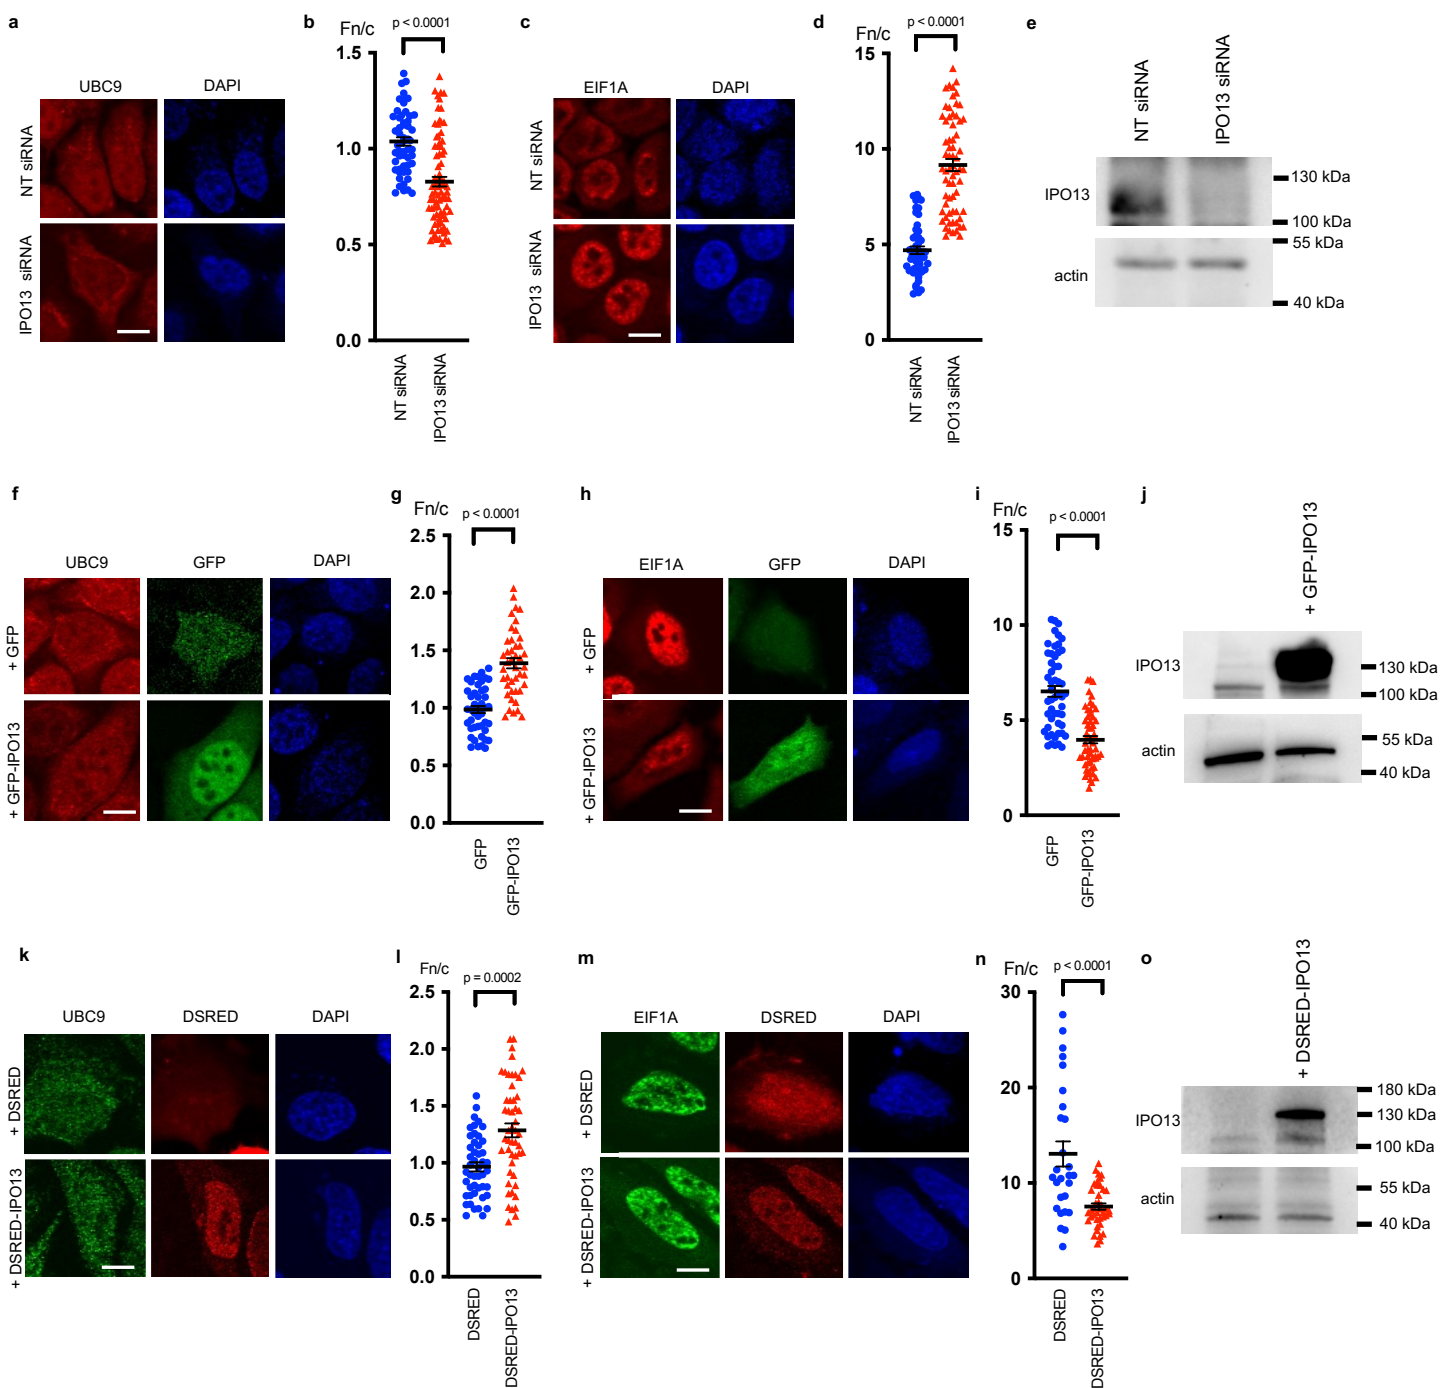 a
UBC9
DAPI
NT siRNA
IPO13 siRNA
b
Fn/c
p < 0.0001
1.5
1.0
0.5
0.0
NT siRNA
IPO13 siRNA
c
EIF1A
DAPI
NT siRNA
IPO13 siRNA
d
Fn/c
p < 0.0001
15
10
5
0
NT siRNA
IPO13 siRNA
e
NT siRNA
IPO13 siRNA
IPO13
130 kDa
100 kDa
55 kDa
actin
40 kDa
f
UBC9
GFP
DAPI
+ GFP
+ GFP-IPO13
g
Fn/c
p < 0.0001
2.5
2.0
1.5
1.0
0.5
0.0
GFP
GFP-IPO13
h
EIF1A
GFP
DAPI
+ GFP
+ GFP-IPO13
i
Fn/c
p < 0.0001
15
10
5
0
GFP
GFP-IPO13
j
+ GFP-IPO13
IPO13
130 kDa
100 kDa
actin
55 kDa
40 kDa
k
UBC9
DSRED
DAPI
+ DSRED
+ DSRED-IPO13
l
Fn/c
p = 0.0002
2.5
2.0
1.5
1.0
0.5
0.0
DSRED
DSRED-IPO13
m
EIF1A
DSRED
DAPI
+ DSRED
+ DSRED-IPO13
n
Fn/c
p < 0.0001
30
20
10
0
DSRED
DSRED-IPO13
o
+ DSRED-IPO13
IPO13
180 kDa
130 kDa
100 kDa
actin
55 kDa
40 kDa